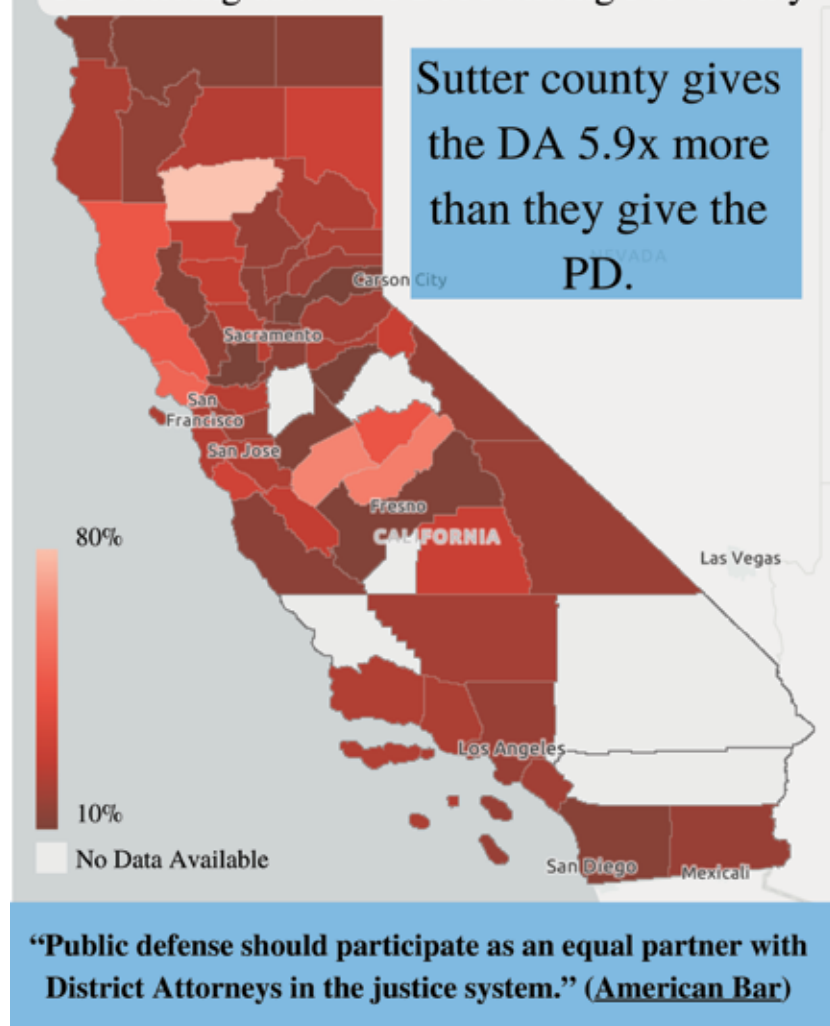 Sutter county gives
the DA 5.9x more
than they give the
PD.
NEVADA
Carson City
Sacramento
San
Francisco
San Jose
Fresno
CALIFORNIA
Las Vegas
80%
10%
No Data Available
Los Angeles
San Diego
Mexicali
“Public defense should participate as an equal partner with
District Attorneys in the justice system.” (American Bar)